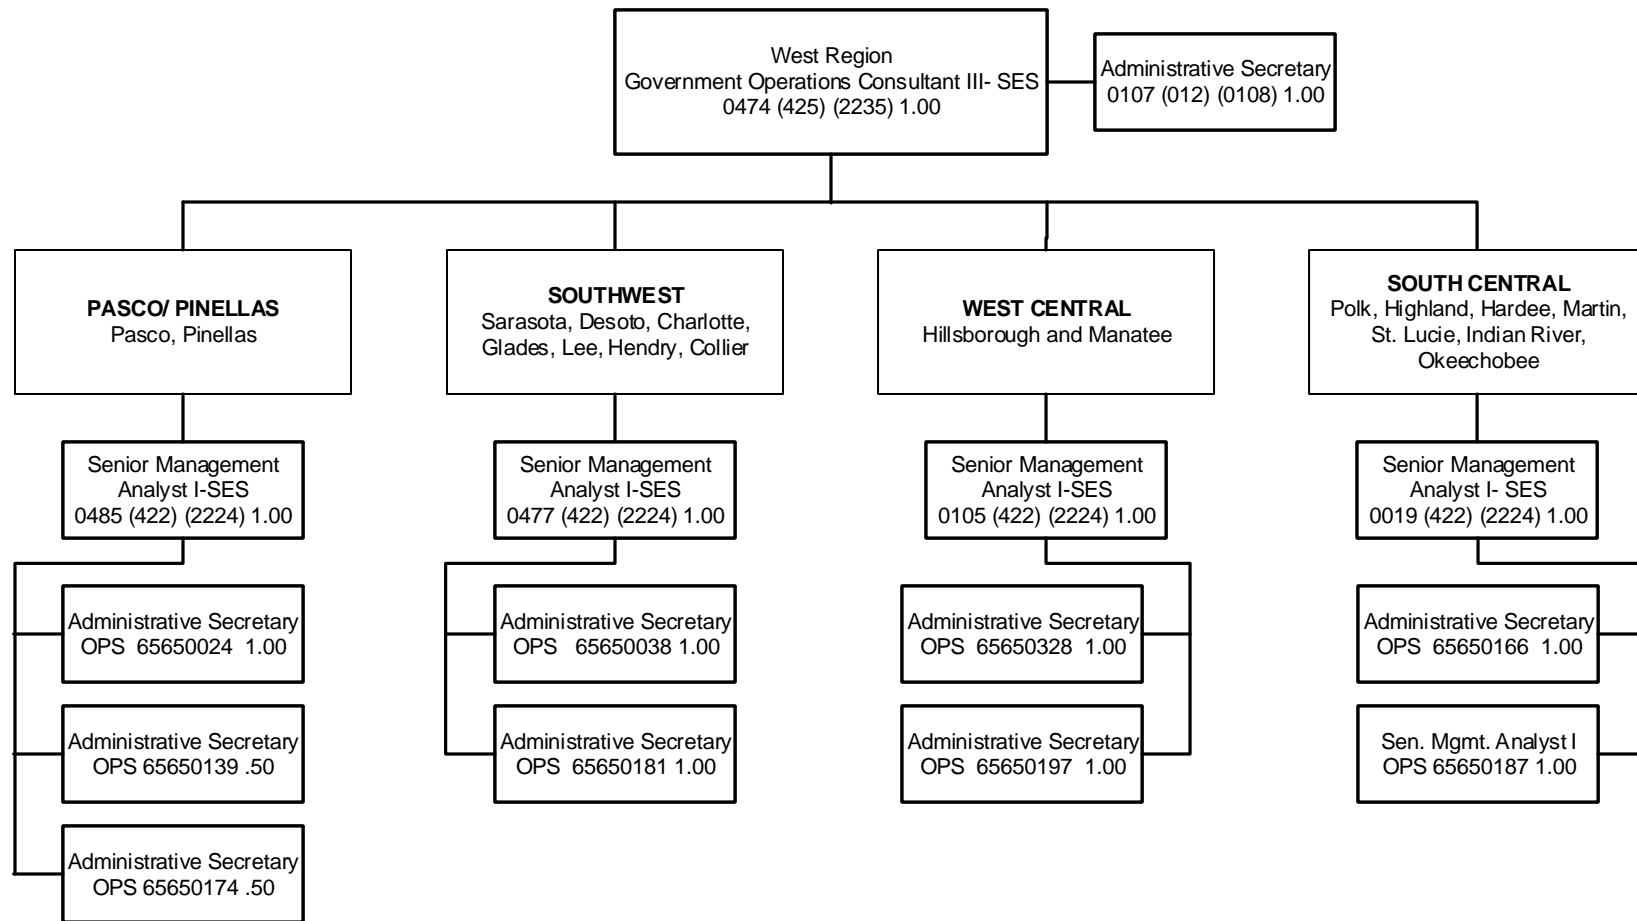 West Region
Government Operations Consultant III- SES
0474 (425) (2235) 1.00
Administrative Secretary
0107 (012) (0108) 1.00
PASCO/ PINELLAS
Pasco, Pinellas
SOUTHWEST
Sarasota, Desoto, Charlotte,
Glades, Lee, Hendry, Collier
WEST CENTRAL
Hillsborough and Manatee
SOUTH CENTRAL
Polk, Highland, Hardee, Martin,
St. Lucie, Indian River,
Okeechobee
Senior Management
Analyst I-SES
0485 (422) (2224) 1.00
Senior Management
Analyst I-SES
0477 (422) (2224) 1.00
Senior Management
Analyst I-SES
0105 (422) (2224) 1.00
Senior Management
Analyst I- SES
0019 (422) (2224) 1.00
Administrative Secretary
OPS 65650024 1.00
Administrative Secretary
OPS 65650038 1.00
Administrative Secretary
OPS 65650328 1.00
Administrative Secretary
OPS 65650166 1.00
Administrative Secretary
OPS 65650139 .50
Administrative Secretary
OPS 65650181 1.00
Administrative Secretary
OPS 65650197 1.00
Sen. Mgmt. Analyst I
OPS 65650187 1.00
Administrative Secretary
OPS 65650174 .50